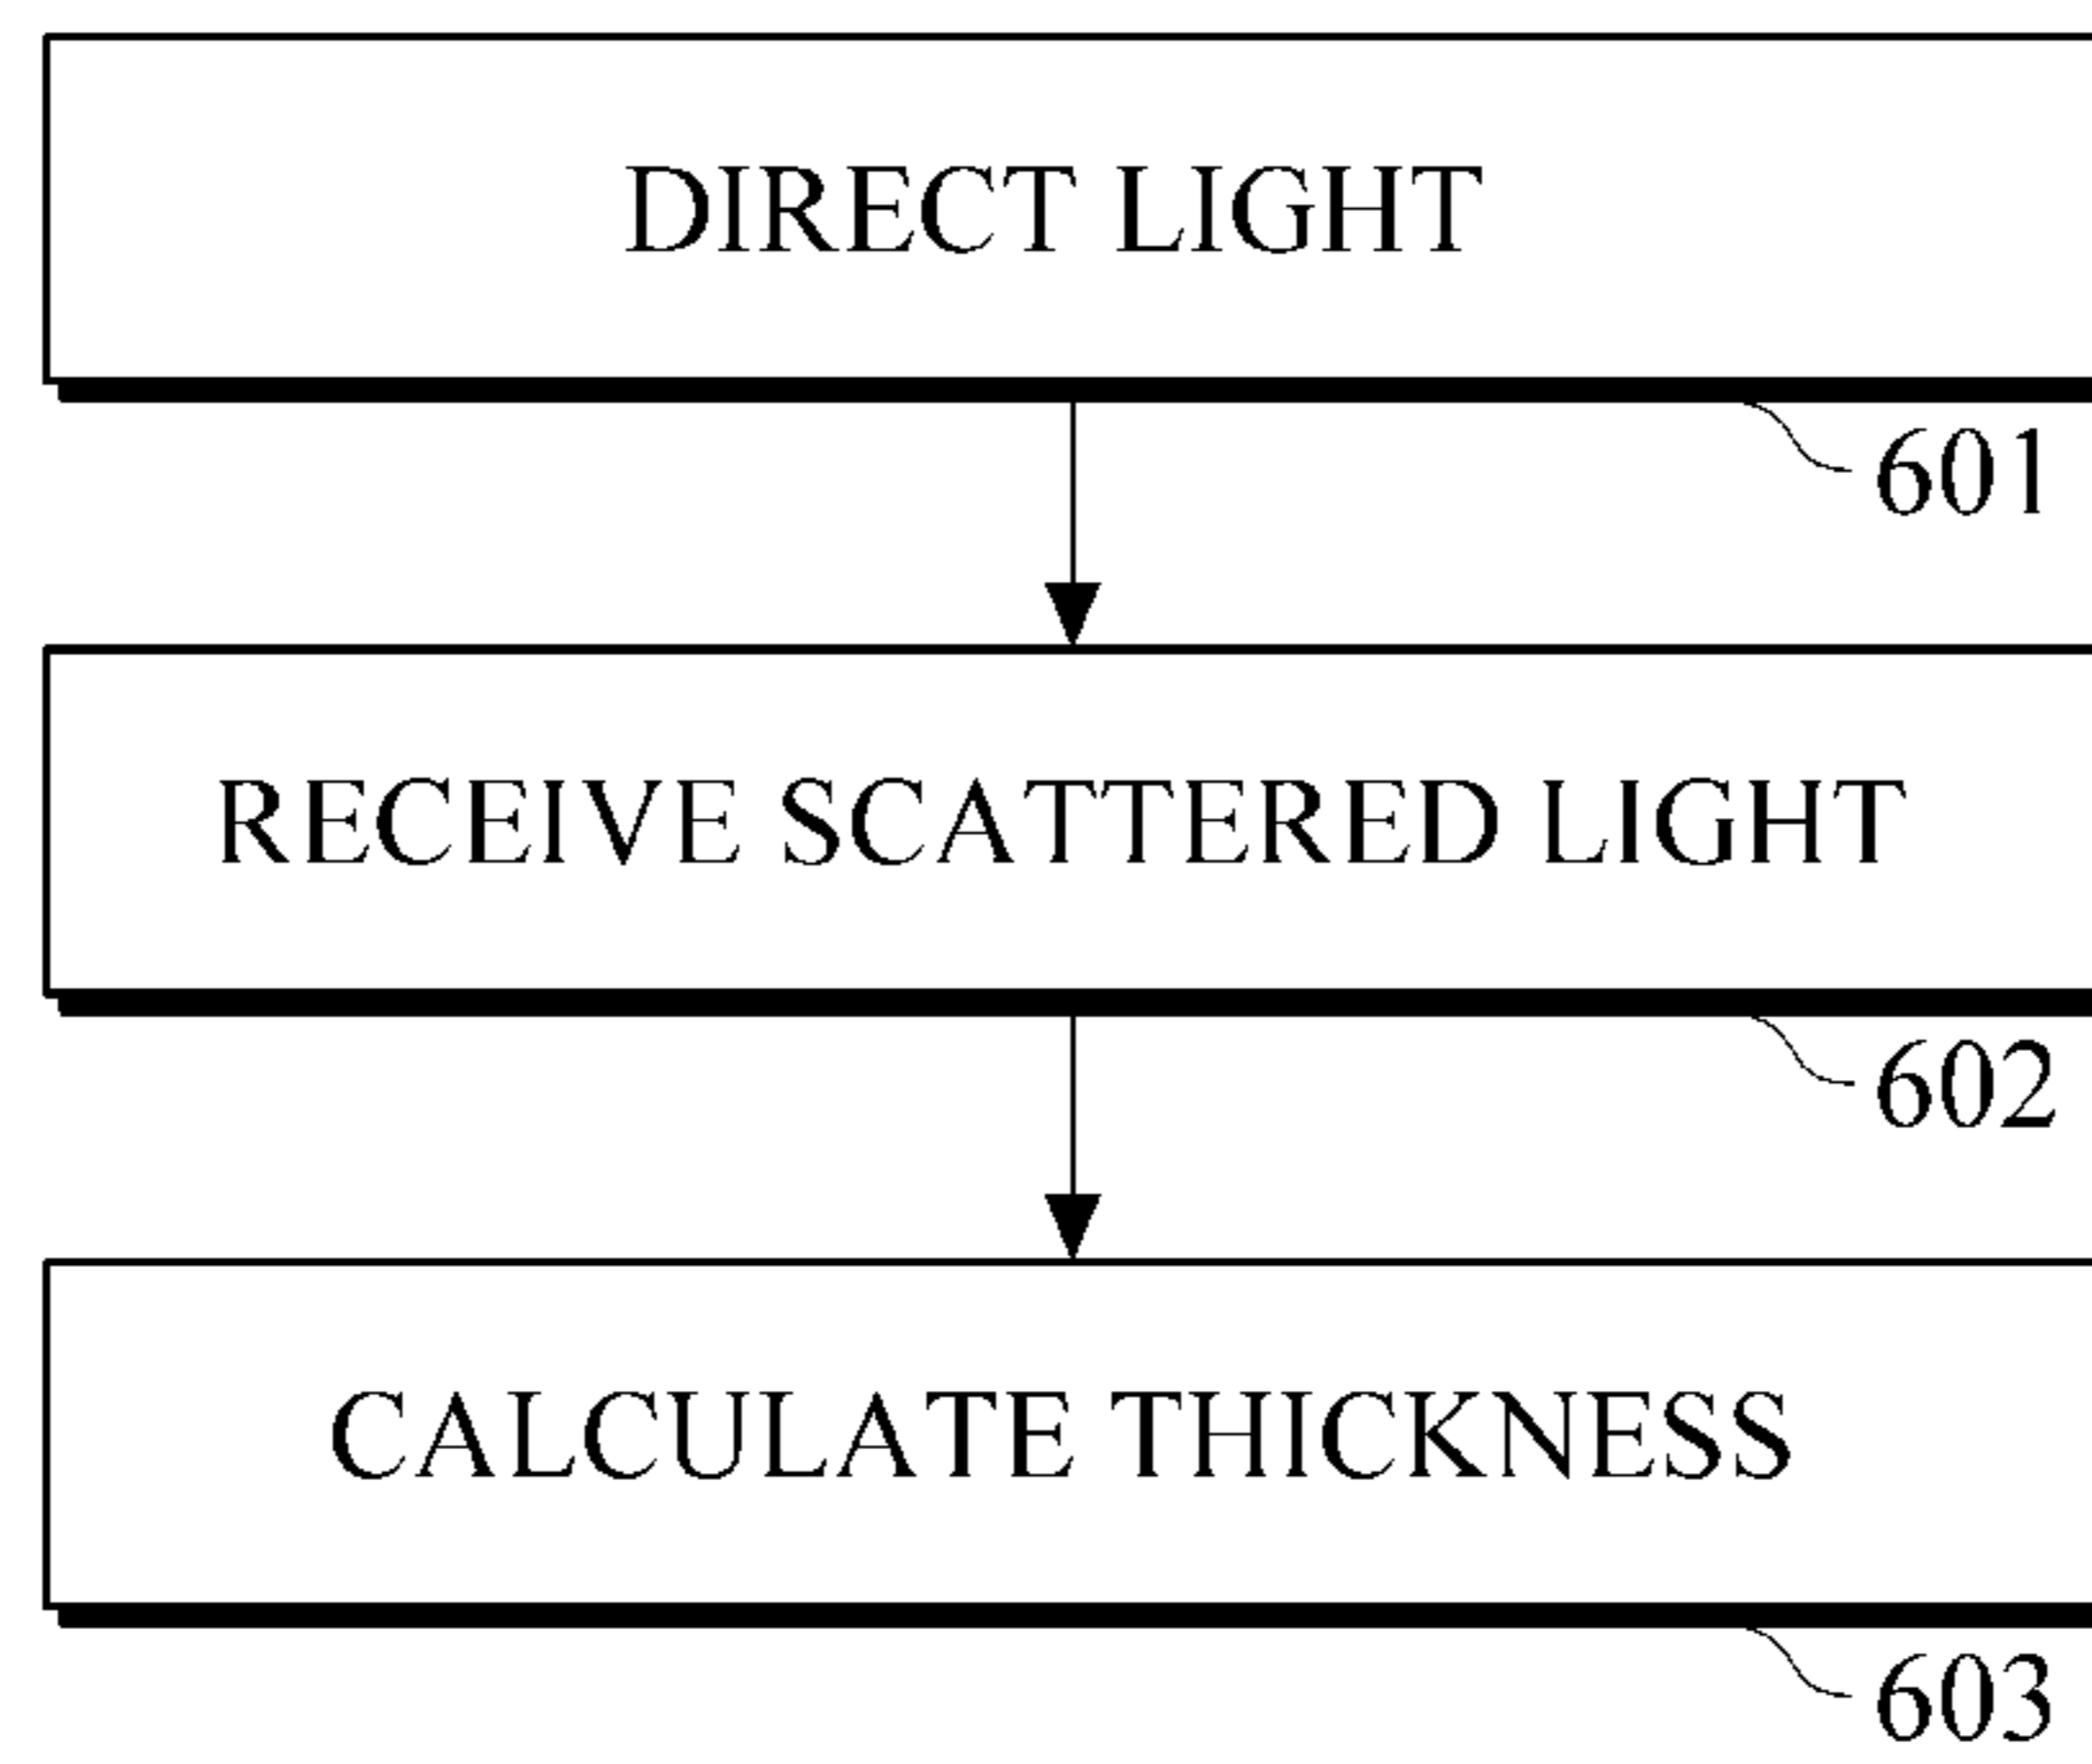 DIRECT LIGHT
601
RECEIVE SCATTERED LIGHT
602
CALCULATE THICKNESS
603